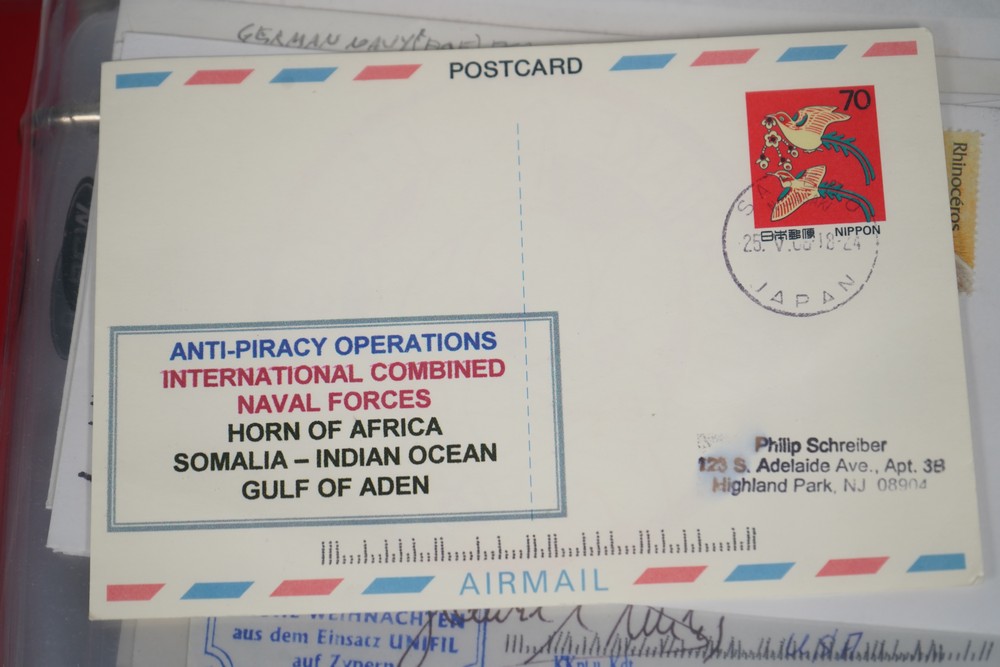 GERMAN NAVY
POSTCARD
70
日本郵便 NIPPON
JAPAN
Rhinocéros
ANTI-PIRACY OPERATIONS
INTERNATIONAL COMBINED
NAVAL FORCES
HORN OF AFRICA
SOMALIA – INDIAN OCEAN
GULF OF ADEN
Philip Schreiber
123 S. Adelaide Ave., Apt. 3B
Highland Park, NJ 08904
AIRMAIL
WEIHNACHTEN
aus dem Einsatz UNIFIL
auf Zypern
USA